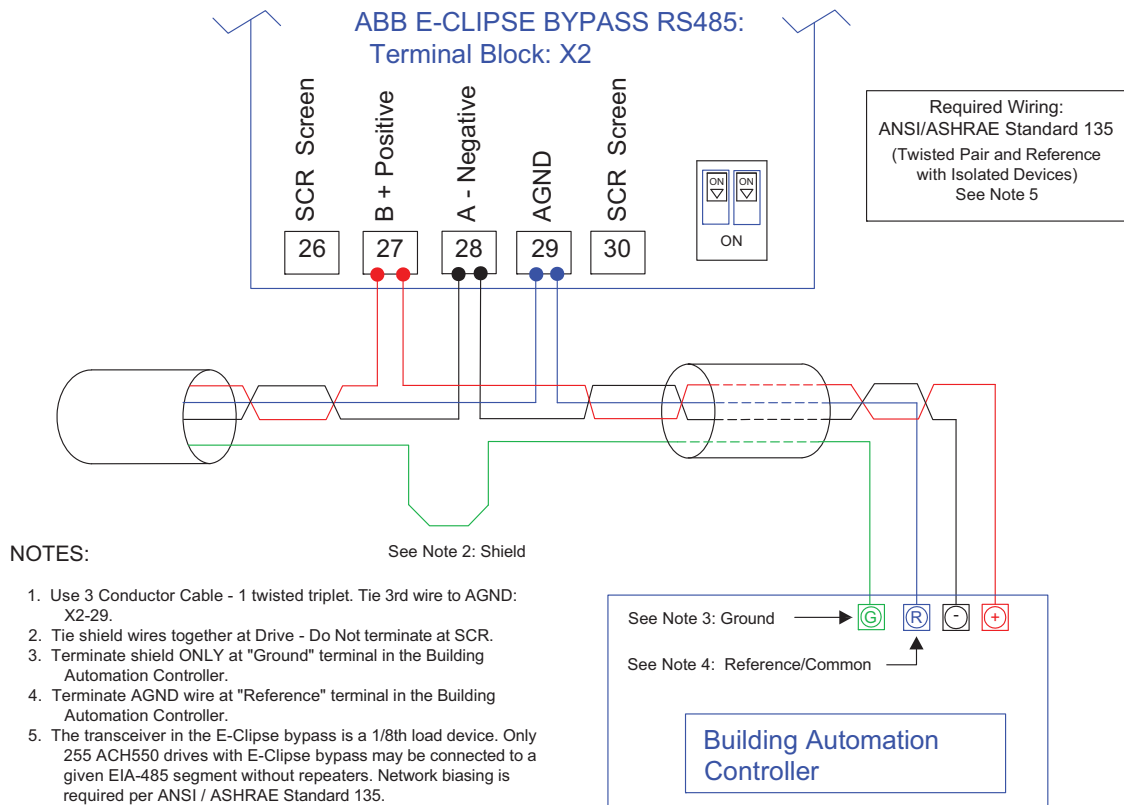 ABB E-CLIPSE BYPASS RS485:
Terminal Block: X2
SCR Screen
B + Positive
A - Negative
AGND
SCR Screen
26
27
28
29
30
ON
ON
ON
Required Wiring:
ANSI/ASHRAE Standard 135
(Twisted Pair and Reference
with Isolated Devices)
See Note 5
See Note 2: Shield
NOTES:
1. Use 3 Conductor Cable - 1 twisted triplet. Tie 3rd wire to AGND:
X2-29.
2. Tie shield wires together at Drive - Do Not terminate at SCR.
3. Terminate shield ONLY at "Ground" terminal in the Building
Automation Controller.
4. Terminate AGND wire at "Reference" terminal in the Building
Automation Controller.
5. The transceiver in the E-Clipse bypass is a 1/8th load device. Only
255 ACH550 drives with E-Clipse bypass may be connected to a
given EIA-485 segment without repeaters. Network biasing is
required per ANSI / ASHRAE Standard 135.
See Note 3: Ground
G
R
-
+
See Note 4: Reference/Common
Building Automation
Controller